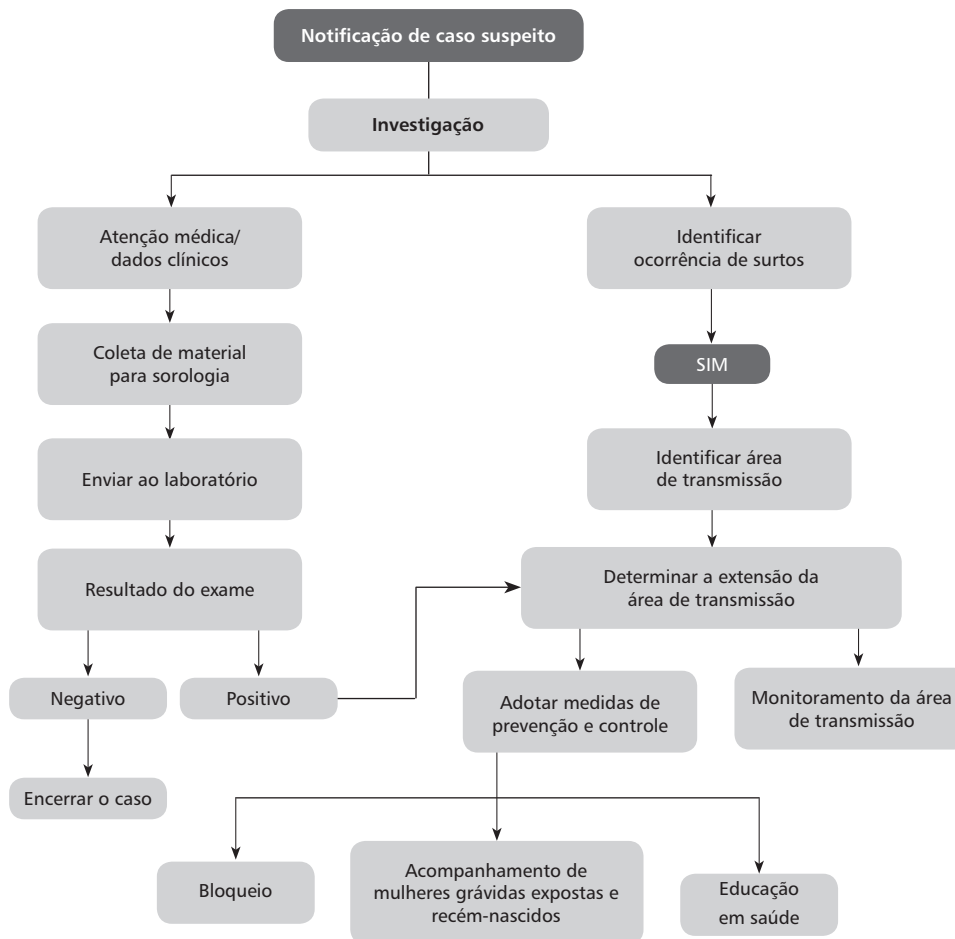 Notificação de caso suspeito
Investigação
Atenção médica/
dados clínicos
Identificar
ocorrência de surtos
Coleta de material
para sorologia
SIM
Enviar ao laboratório
Identificar área
de transmissão
Resultado do exame
Determinar a extensão da
área de transmissão
Negativo
Positivo
Adotar medidas de
prevenção e controle
Monitoramento da área
de transmissão
Encerrar o caso
Bloqueio
Acompanhamento de
mulheres grávidas expostas e
recém-nascidos
Educação
em saúde